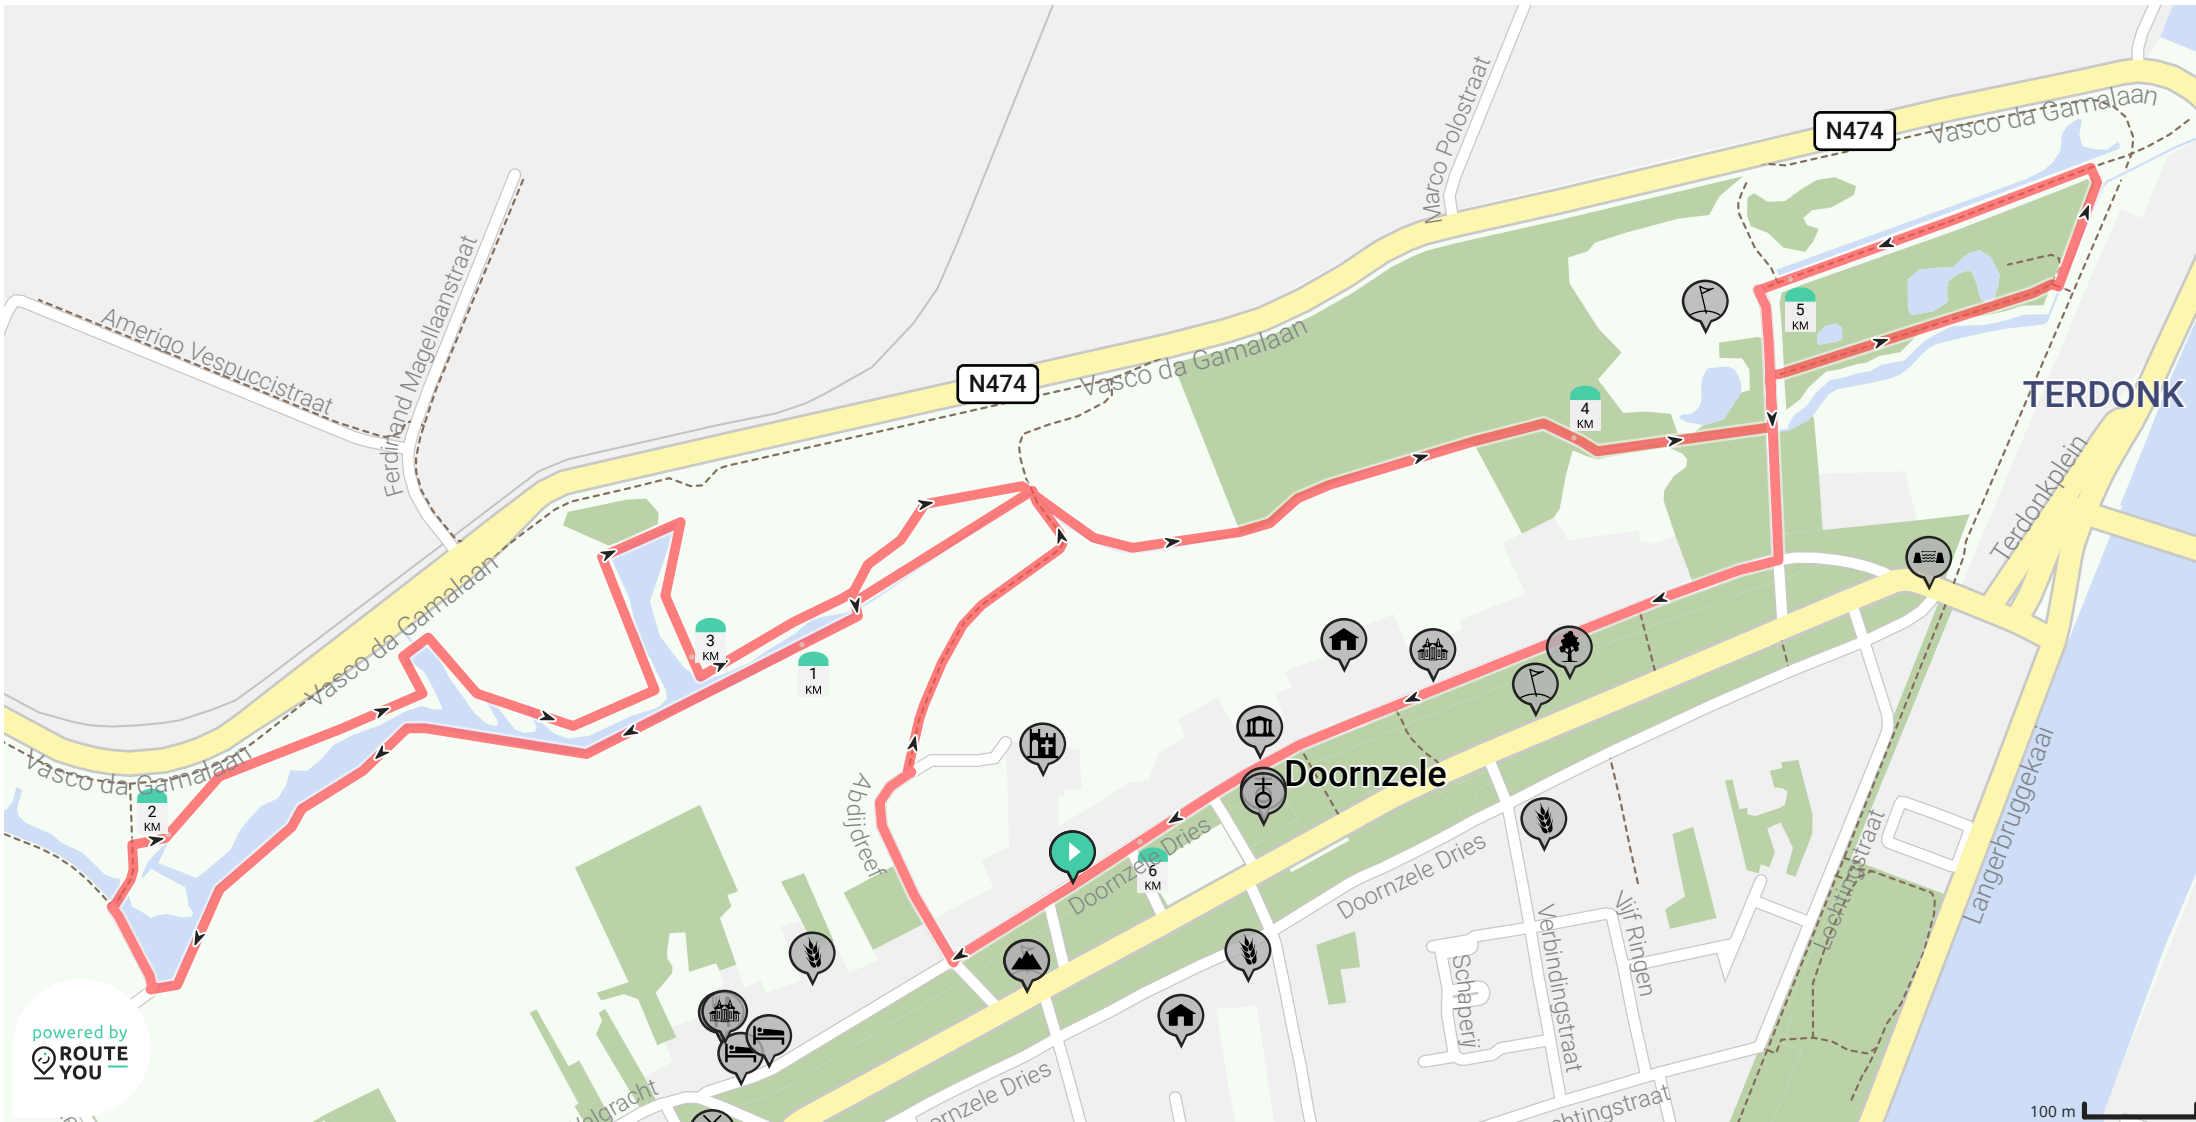 Vasco da Gamalaan
N474
Marco Polostraat
Ferdinand Magellaanstraat
Amerigo Vespuccistraat
N474
Vasco da Gamalaan
5
KM
TERDONK
4
KM
Terdonkplein
Vasco da Gamalaan
3
KM
1
KM
Vasco da Gamalaan
2
KM
Doornzele
Abdijdreef
Doornzele Dries
6
KM
Doornzele Dries
Langerbruggekaai
Lochtingstraat
Vijf Ringen
Verbindingstraat
Schaperij
powered by
ROUTE
YOU
100 m